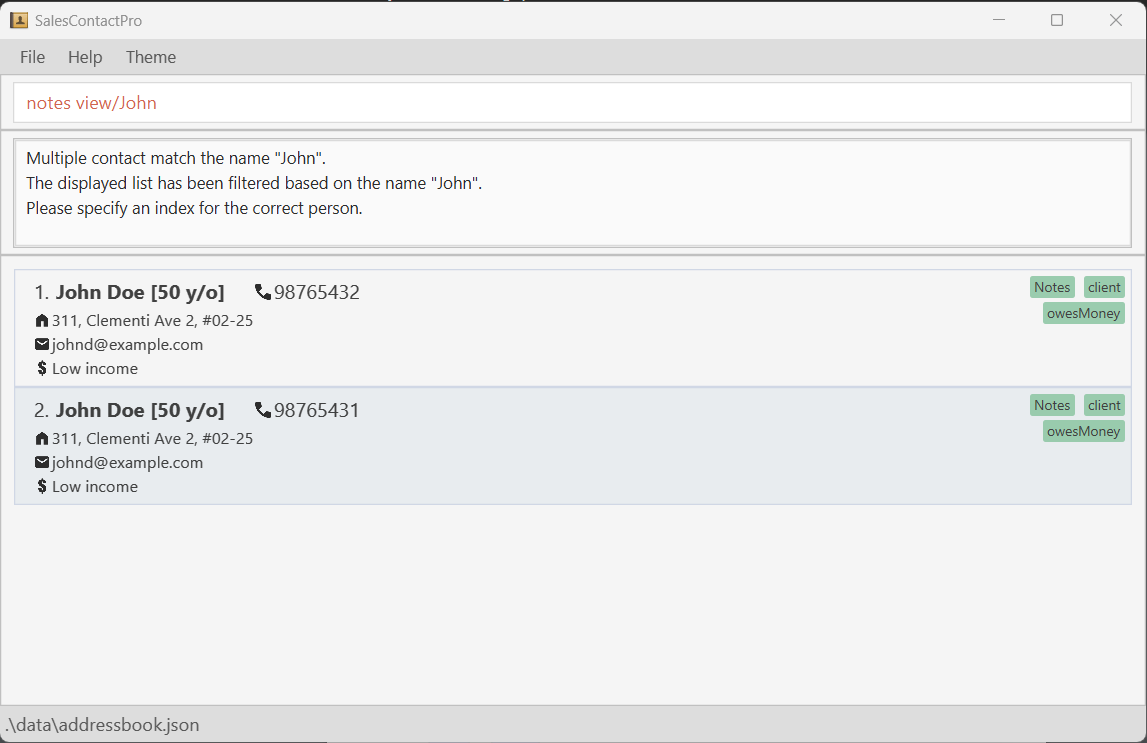 SalesContactPro
File Help Theme
notes view/John
Multiple contact match the name "John".
The displayed list has been filtered based on the name "John".
Please specify an index for the correct person.
1. John Doe [50 y/o] 98765432 Notes client
311, Clementi Ave 2, #02-25 owesMoney
johnd@example.com
$ Low income
2. John Doe [50 y/o] 98765431 Notes client
311, Clementi Ave 2, #02-25 owesMoney
johnd@example.com
$ Low income
.\data\addressbook.json